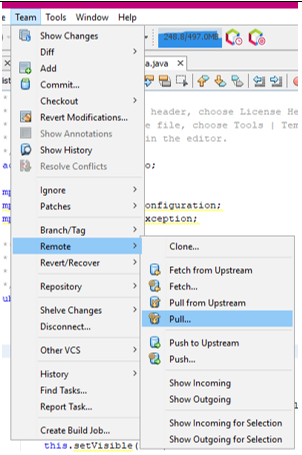 Team Tools Window Help
Show Changes
248.8/497.0MB
Diff
Add
a.java
Commit...
Checkout
header, choose License He
Revert Modifications...
e file, choose Tools | Tem
Show Annotations
in the editor.
Show History
Resolve Conflicts
o;
Ignore
Patches
onfiguration;
xception;
Branch/Tag
Remote
Clone...
Revert/Recover
Fetch from Upstream
Repository
Fetch...
Pull from Upstream
Shelve Changes
Pull...
Disconnect...
Push to Upstream
Other VCS
Push...
History
Show Incoming
Find Tasks...
Show Outgoing
Report Task...
Show Incoming for Selection
Create Build Job...
Show Outgoing for Selection
this.setVisible(